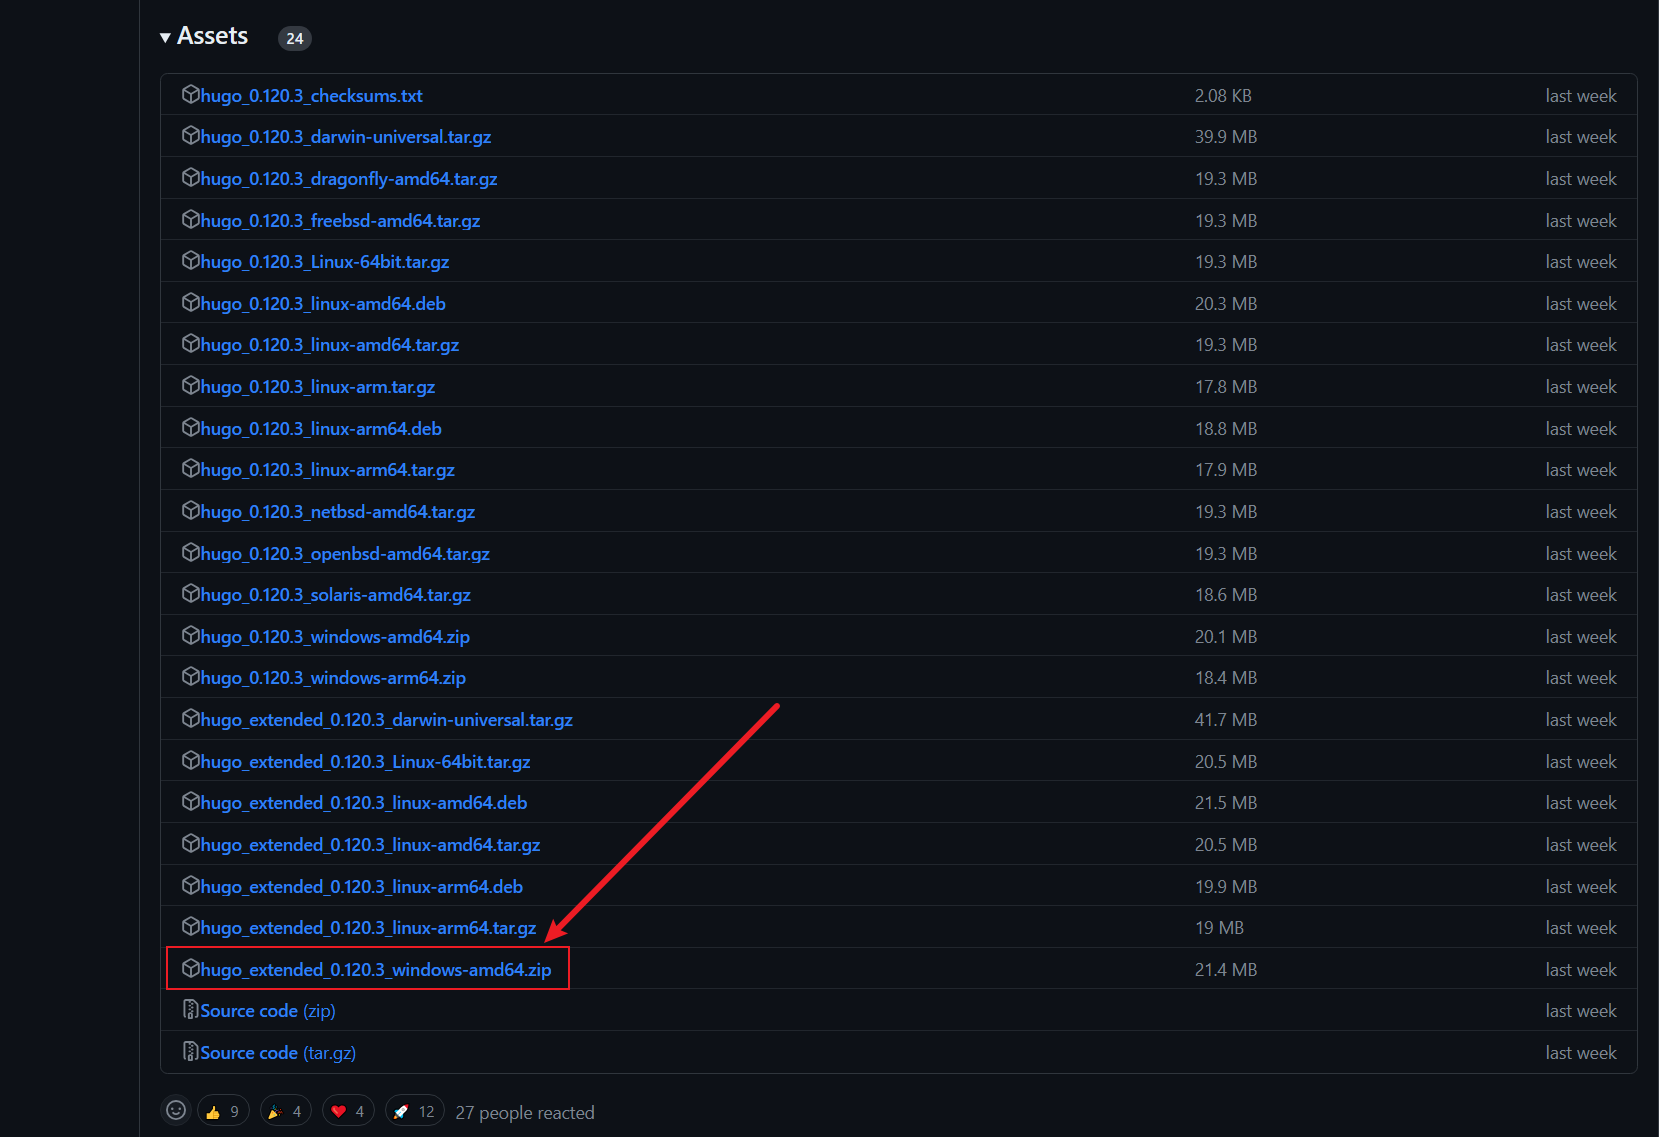 Assets 24
hugo_0.120.3_checksums.txt 2.08 KB last week
hugo_0.120.3_darwin-universal.tar.gz 39.9 MB last week
hugo_0.120.3_dragonfly-amd64.tar.gz 19.3 MB last week
hugo_0.120.3_freebsd-amd64.tar.gz 19.3 MB last week
hugo_0.120.3_Linux-64bit.tar.gz 19.3 MB last week
hugo_0.120.3_linux-amd64.deb 20.3 MB last week
hugo_0.120.3_linux-amd64.tar.gz 19.3 MB last week
hugo_0.120.3_linux-arm.tar.gz 17.8 MB last week
hugo_0.120.3_linux-arm64.deb 18.8 MB last week
hugo_0.120.3_linux-arm64.tar.gz 17.9 MB last week
hugo_0.120.3_netbsd-amd64.tar.gz 19.3 MB last week
hugo_0.120.3_openbsd-amd64.tar.gz 19.3 MB last week
hugo_0.120.3_solaris-amd64.tar.gz 18.6 MB last week
hugo_0.120.3_windows-amd64.zip 20.1 MB last week
hugo_0.120.3_windows-arm64.zip 18.4 MB last week
hugo_extended_0.120.3_darwin-universal.tar.gz 41.7 MB last week
hugo_extended_0.120.3_Linux-64bit.tar.gz 20.5 MB last week
hugo_extended_0.120.3_linux-amd64.deb 21.5 MB last week
hugo_extended_0.120.3_linux-amd64.tar.gz 20.5 MB last week
hugo_extended_0.120.3_linux-arm64.deb 19.9 MB last week
hugo_extended_0.120.3_linux-arm64.tar.gz 19 MB last week
hugo_extended_0.120.3_windows-amd64.zip 21.4 MB last week
Source code (zip) last week
Source code (tar.gz) last week
9 4 4 12 27 people reacted